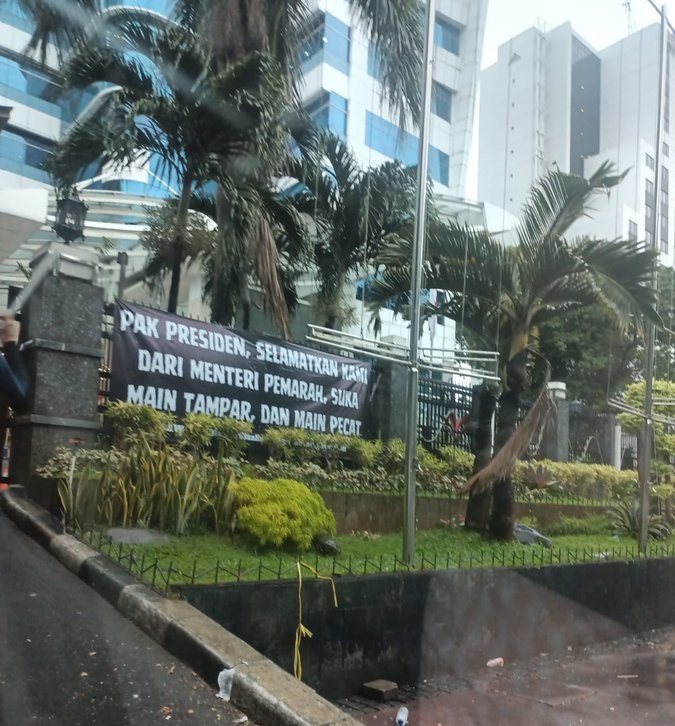 PAK PRESIDEN, SELAMATKAN KAMI
DARI MENTERI PEMARAH, SUKA
MAIN TAMPAR, DAN MAIN PECAT